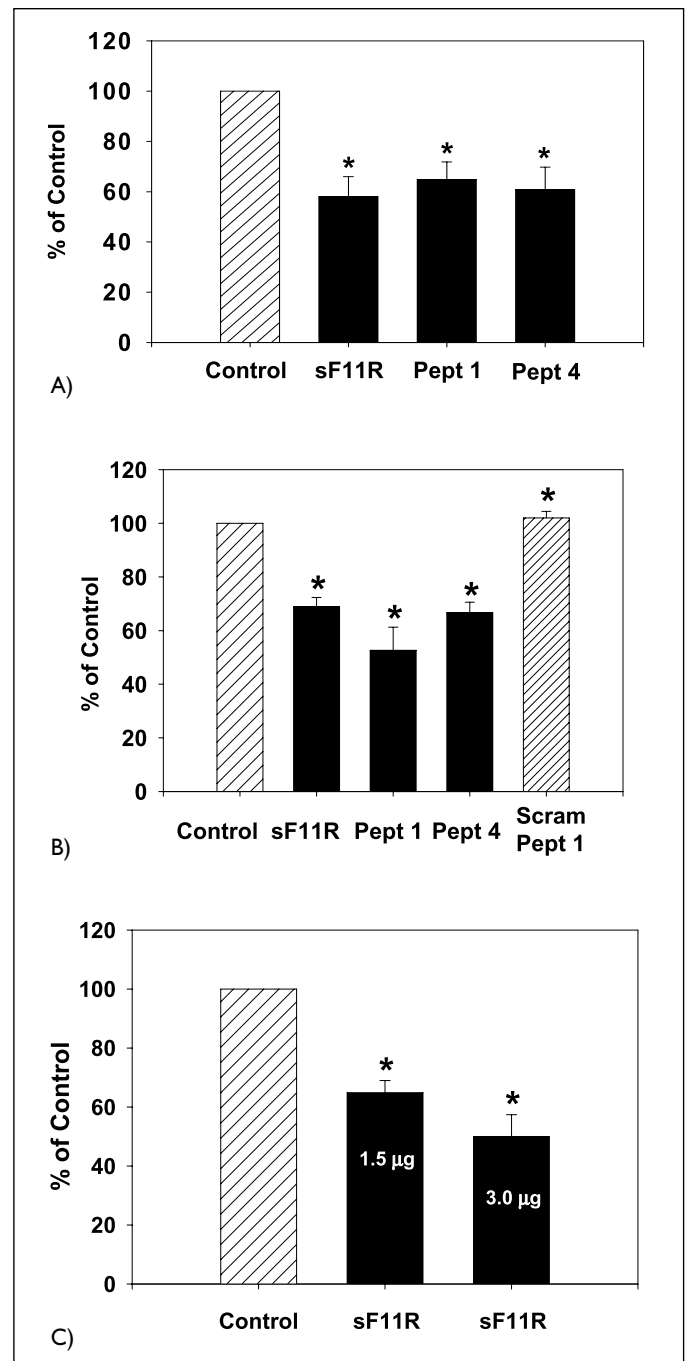 120
100
80
60
40
20
0
% of Control
* * *
Control sF11R Pept 1 Pept 4
A)
120
100
80
60
40
20
0
% of Control
* * * *
Control sF11R Pept 1 Pept 4 Scram
Pept 1
B)
120
100
80
60
40
20
0
% of Control
* *
1.5 μg
3.0 μg
Control sF11R sF11R
C)